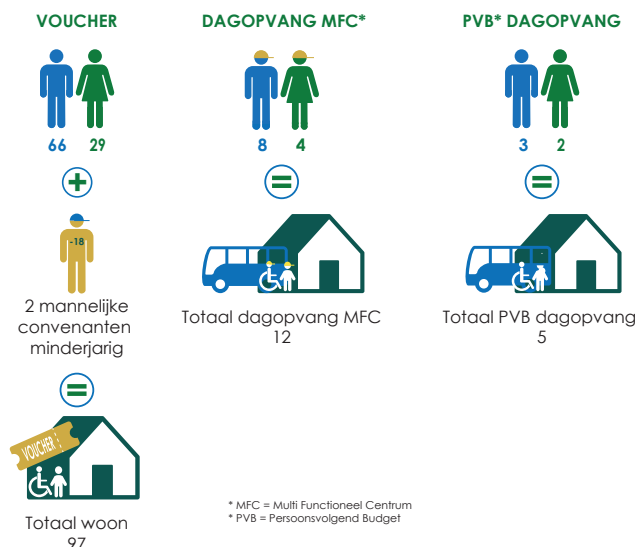 VOUCHER
66 29
+
-18
2 mannelijke
convenanten
minderjarig
=
VOUCHER !
Totaal woon
97
DAGOPVANG MFC*
8 4
=
Totaal dagopvang MFC
12
PVB* DAGOPVANG
3 2
=
Totaal PVB dagopvang
5
* MFC = Multi Functioneel Centrum
* PVB = Persoonsvolgend Budget